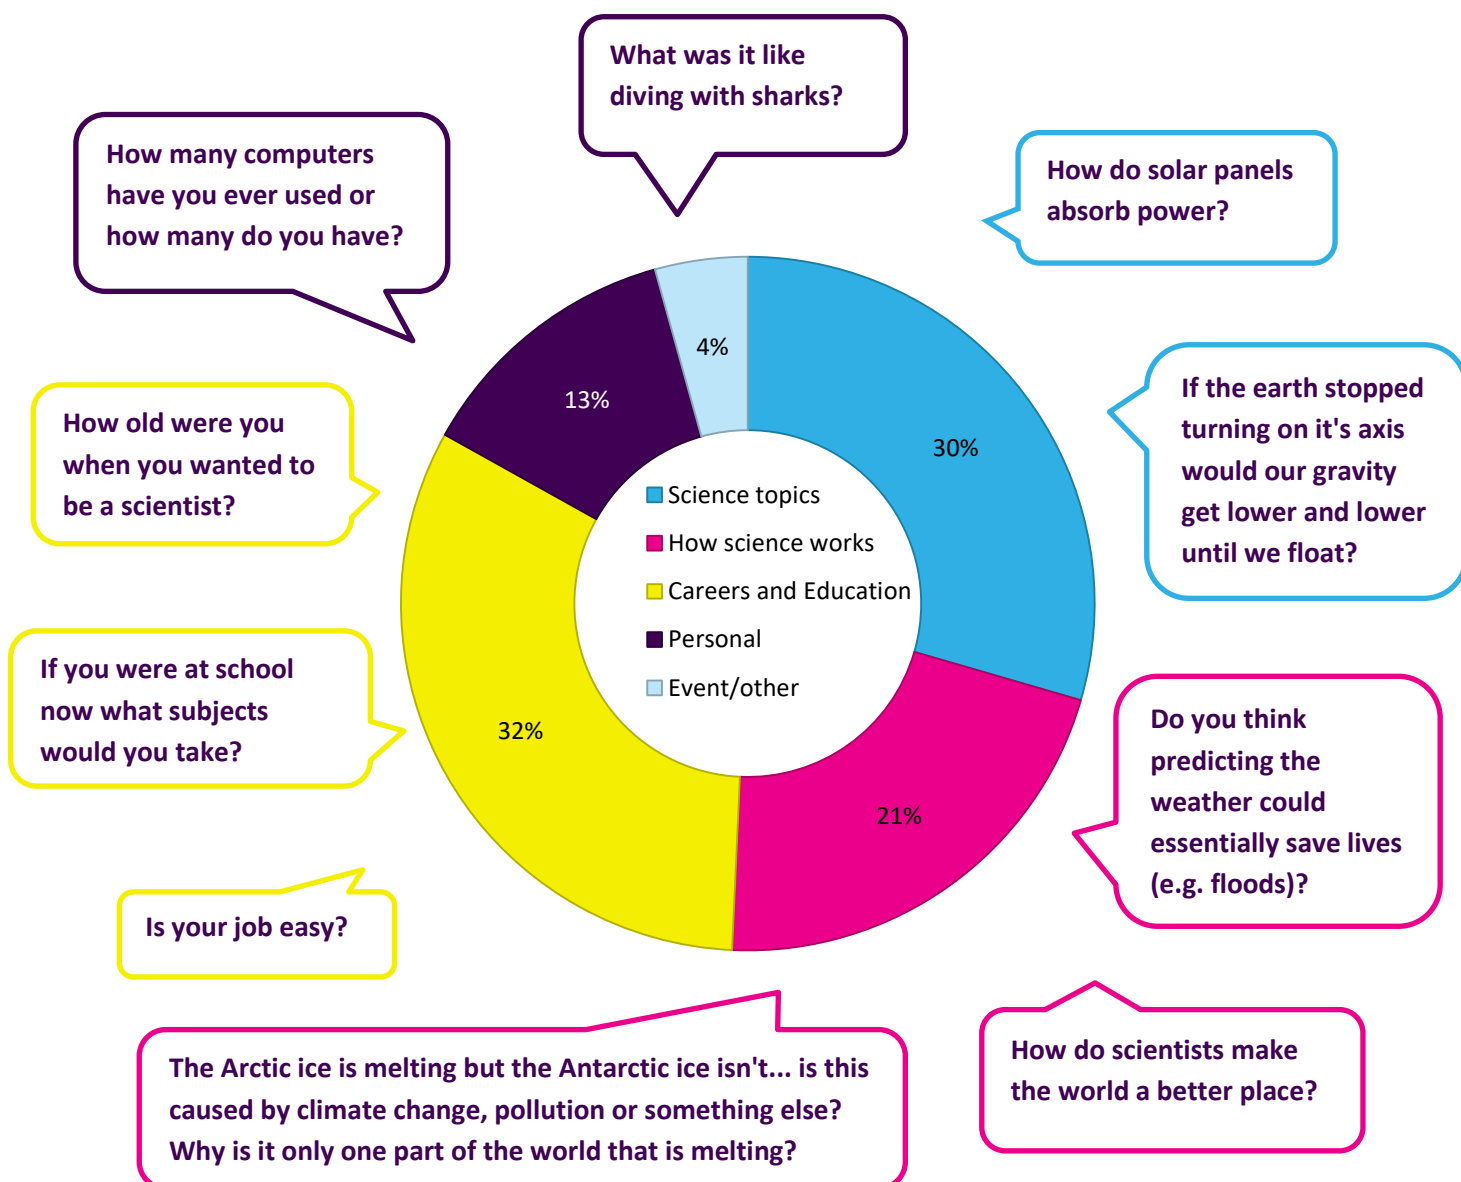 What was it like
diving with sharks?
How many computers
have you ever used or
how many do you have?
How do solar panels
absorb power?
If the earth stopped
turning on it's axis
would our gravity
get lower and lower
until we float?
How old were you
when you wanted to
be a scientist?
4%
13%
30%
Science topics
How science works
Careers and Education
Personal
Event/other
If you were at school
now what subjects
would you take?
32%
21%
Do you think
predicting the
weather could
essentially save lives
(e.g. floods)?
Is your job easy?
The Arctic ice is melting but the Antarctic ice isn't... is this
caused by climate change, pollution or something else?
Why is it only one part of the world that is melting?
How do scientists make
the world a better place?